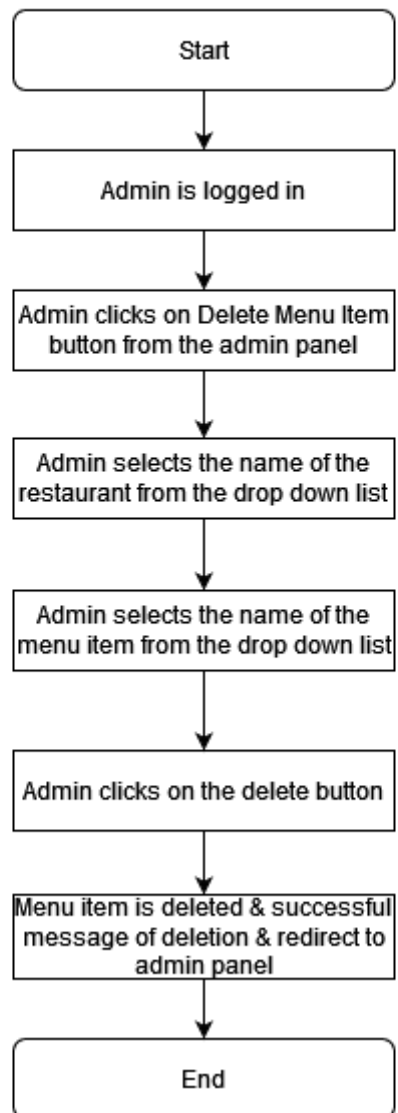 Start
Admin is logged in
Admin clicks on Delete Menu Item
button from the admin panel
Admin selects the name of the
restaurant from the drop down list
Admin selects the name of the
menu item from the drop down list
Admin clicks on the delete button
Menu item is deleted & successful
message of deletion & redirect to
admin panel
End